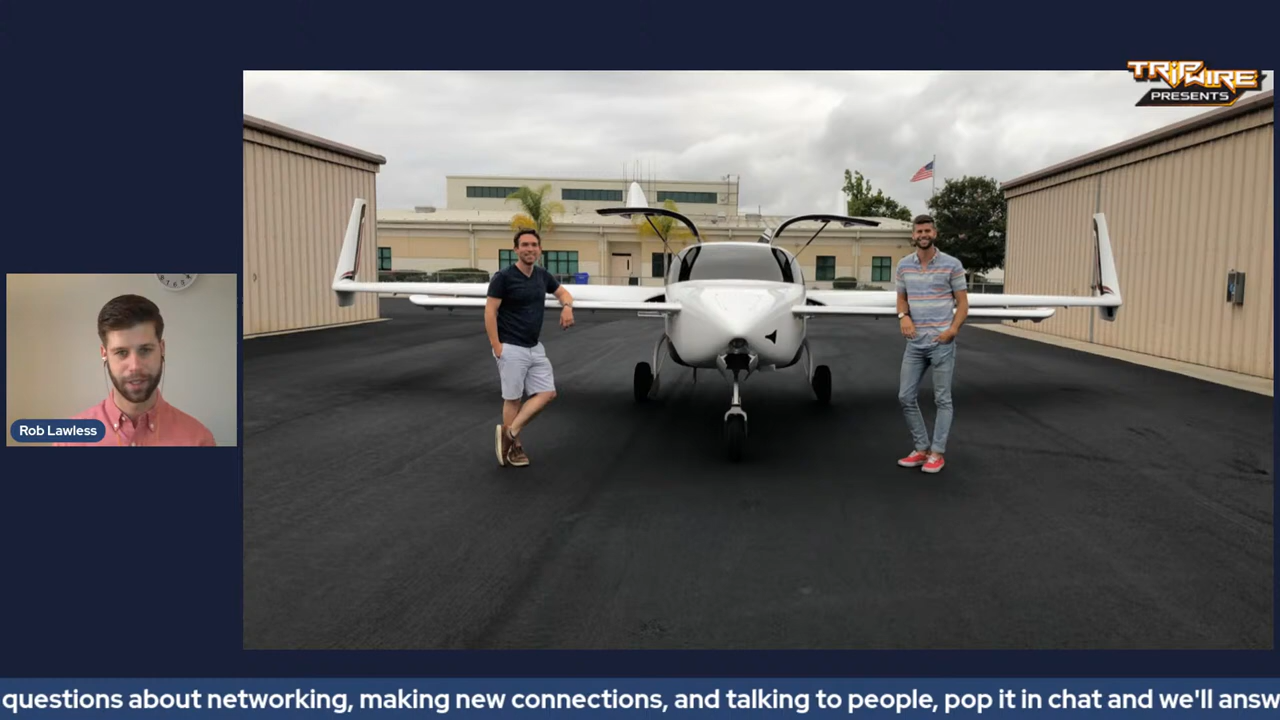 TRIPWIRE
PRESENTS
Rob Lawless
questions about networking, making new connections, and talking to people, pop it in chat and we'll answ